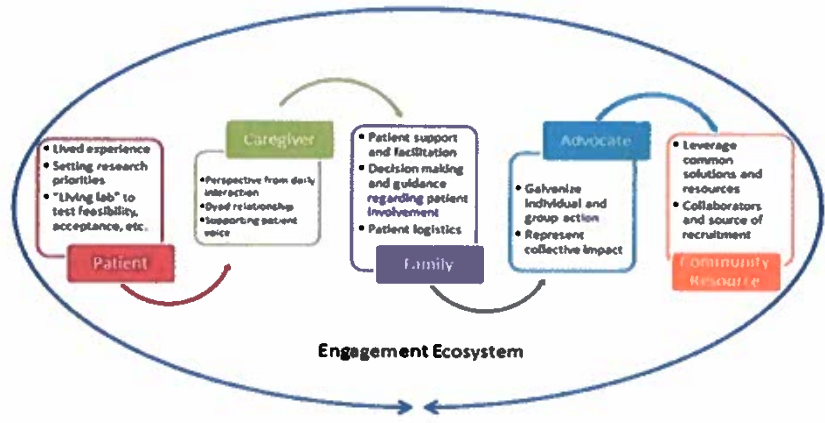 • Lived experience
• Setting research
priorities
• "Living lab" to
test feasibility,
acceptance, etc.
Patient
Caregiver
•Perspective from daily
interaction
•Dyad relationship
•Supporting patient
voice
• Patient support
and facilitation
• Decision making
and guidance
regarding patient
involvement
• Patient logistics
Family
Advocate
• Galvanize
individual and
group action
• Represent
collective impact
• Leverage
common
solutions and
resources
• Collaborators
and source of
recruitment
Community
Resource
Engagement Ecosystem